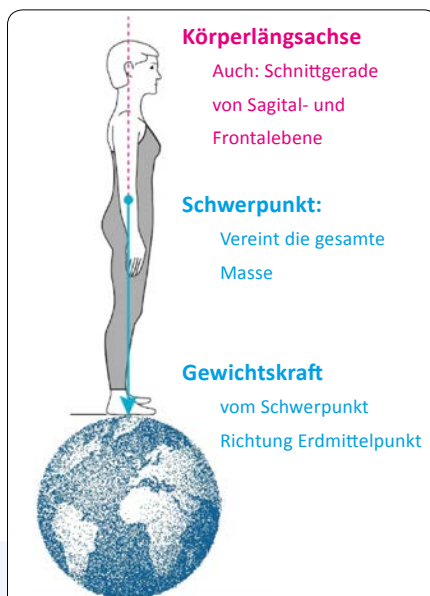 Körperlängsachse
Auch: Schnittgerade
von Sagital- und
Frontalebene
Schwerpunkt:
Vereint die gesamte
Masse
Gewichtskraft
vom Schwerpunkt
Richtung Erdmittelpunkt